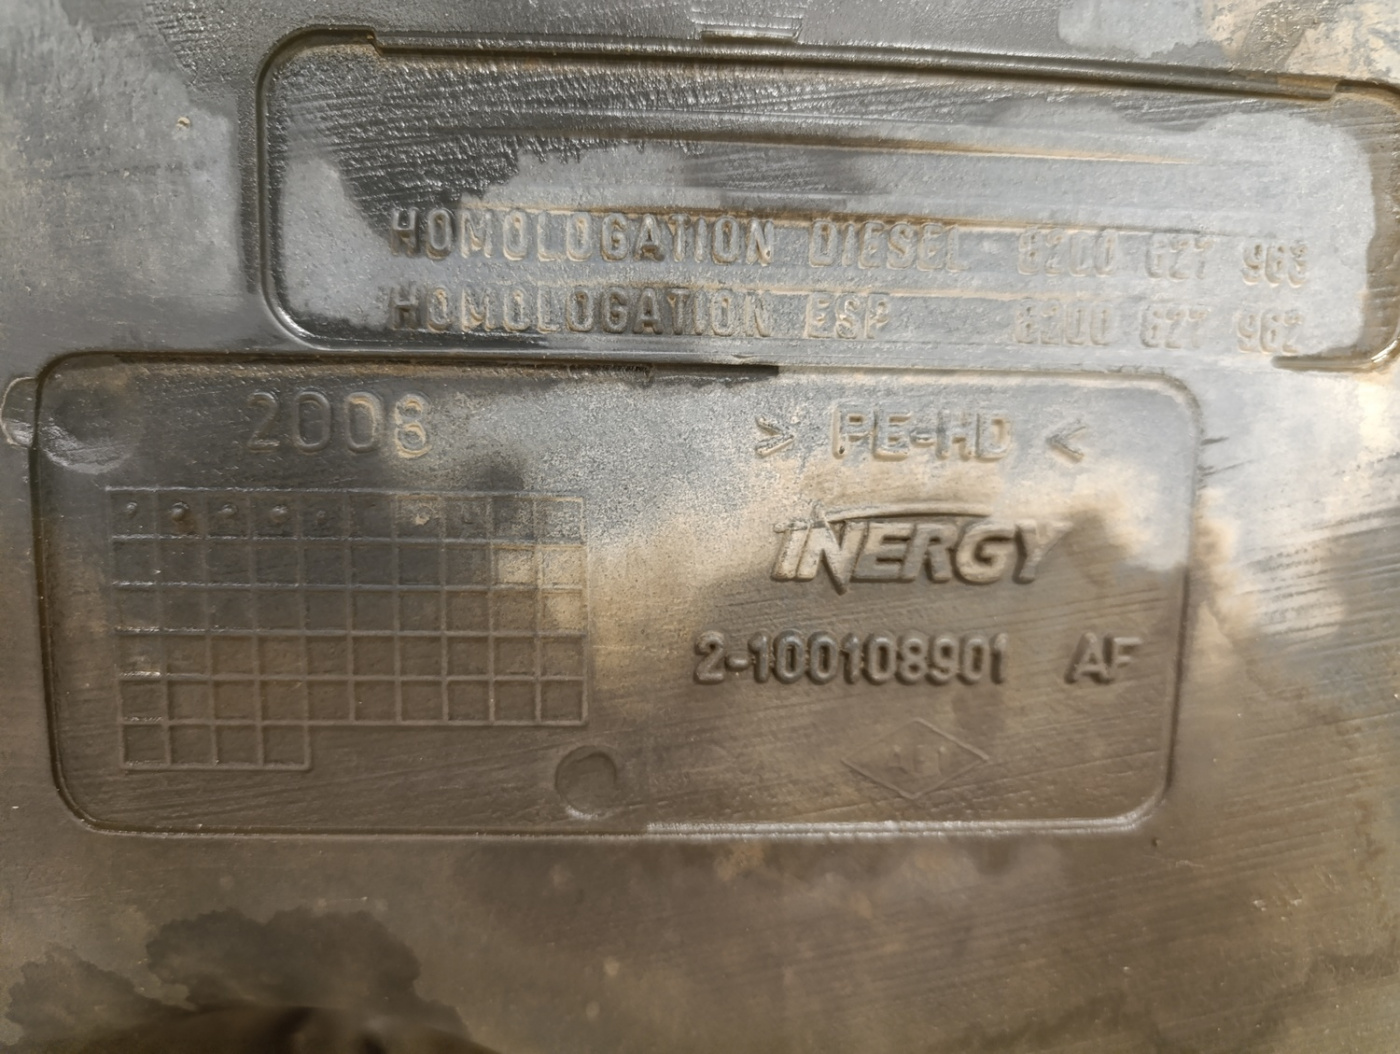 HOMOLOGATION DIESEL 8200 627 963
HOMOLOGATION ESP 8200 627 962
2008
> PE-HD <
INERGY
2-100108901 AF